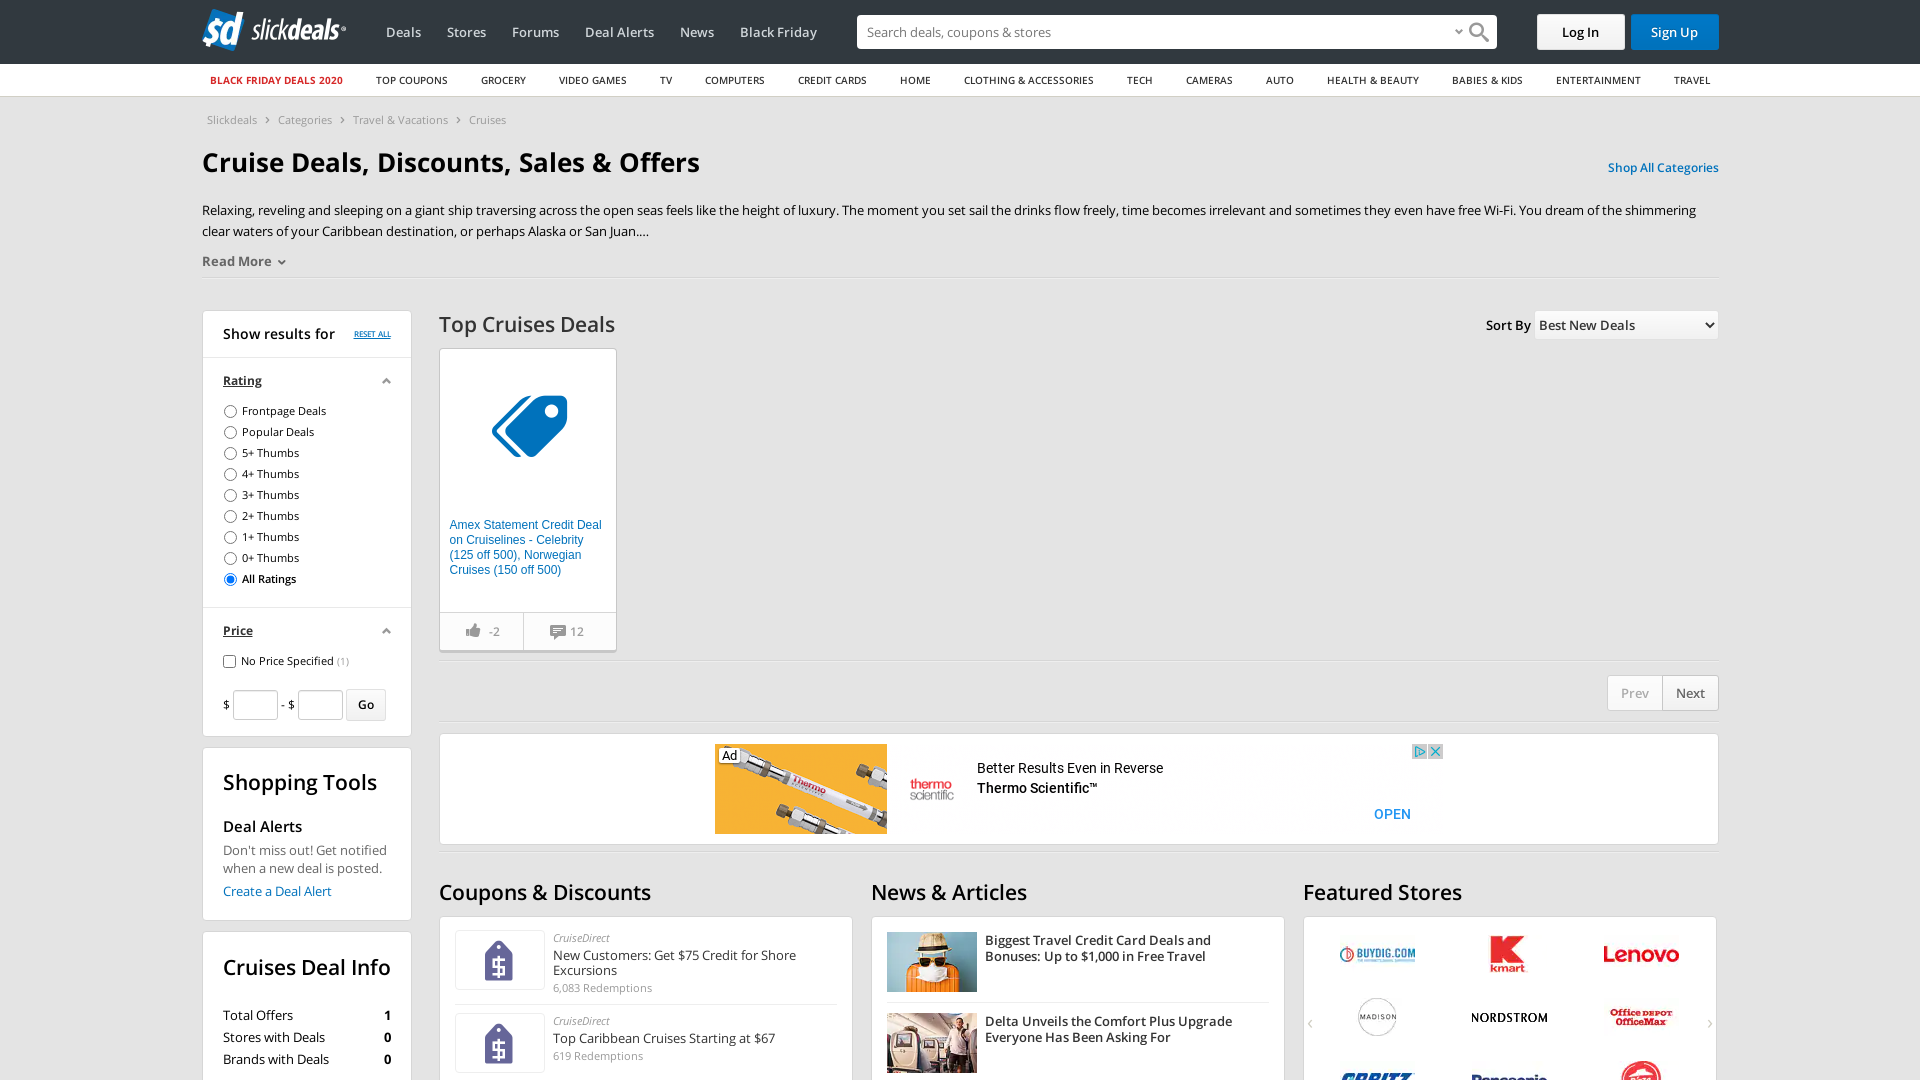 sd slickdeals
Deals
Stores
Forums
Deal Alerts
News
Black Friday
Search deals, coupons & stores
Log In
Sign Up
BLACK FRIDAY DEALS 2020
TOP COUPONS
GROCERY
VIDEO GAMES
TV
COMPUTERS
CREDIT CARDS
HOME
CLOTHING & ACCESSORIES
TECH
CAMERAS
AUTO
HEALTH & BEAUTY
BABIES & KIDS
ENTERTAINMENT
TRAVEL
Slickdeals > Categories > Travel & Vacations > Cruises
Cruise Deals, Discounts, Sales & Offers
Shop All Categories
Relaxing, reveling and sleeping on a giant ship traversing across the open seas feels like the height of luxury. The moment you set sail the drinks flow freely, time becomes irrelevant and sometimes they even have free Wi-Fi. You dream of the shimmering
clear waters of your Caribbean destination, or perhaps Alaska or San Juan....
Read More
Show results for
RESET ALL
Rating
Frontpage Deals
Popular Deals
5+ Thumbs
4+ Thumbs
3+ Thumbs
2+ Thumbs
1+ Thumbs
0+ Thumbs
All Ratings
Price
No Price Specified (1)
$ - $ Go
Shopping Tools
Deal Alerts
Don't miss out! Get notified
when a new deal is posted.
Create a Deal Alert
Cruises Deal Info
Total Offers 1
Stores with Deals 0
Brands with Deals 0
Top Cruises Deals
Sort By Best New Deals
Amex Statement Credit Deal
on Cruiselines - Celebrity
(125 off 500), Norwegian
Cruises (150 off 500)
-2
12
Prev
Next
Ad
Thermo
thermo
scientific
Better Results Even in Reverse
Thermo Scientific™
OPEN
Coupons & Discounts
CruiseDirect
New Customers: Get $75 Credit for Shore
Excursions
6,083 Redemptions
CruiseDirect
Top Caribbean Cruises Starting at $67
619 Redemptions
News & Articles
Biggest Travel Credit Card Deals and
Bonuses: Up to $1,000 in Free Travel
Delta Unveils the Comfort Plus Upgrade
Everyone Has Been Asking For
Featured Stores
BUYDIG.COM
kmart
Lenovo
MADISON
NORDSTROM
Office DEPOT
OfficeMax
ORBITZ
Panasonic